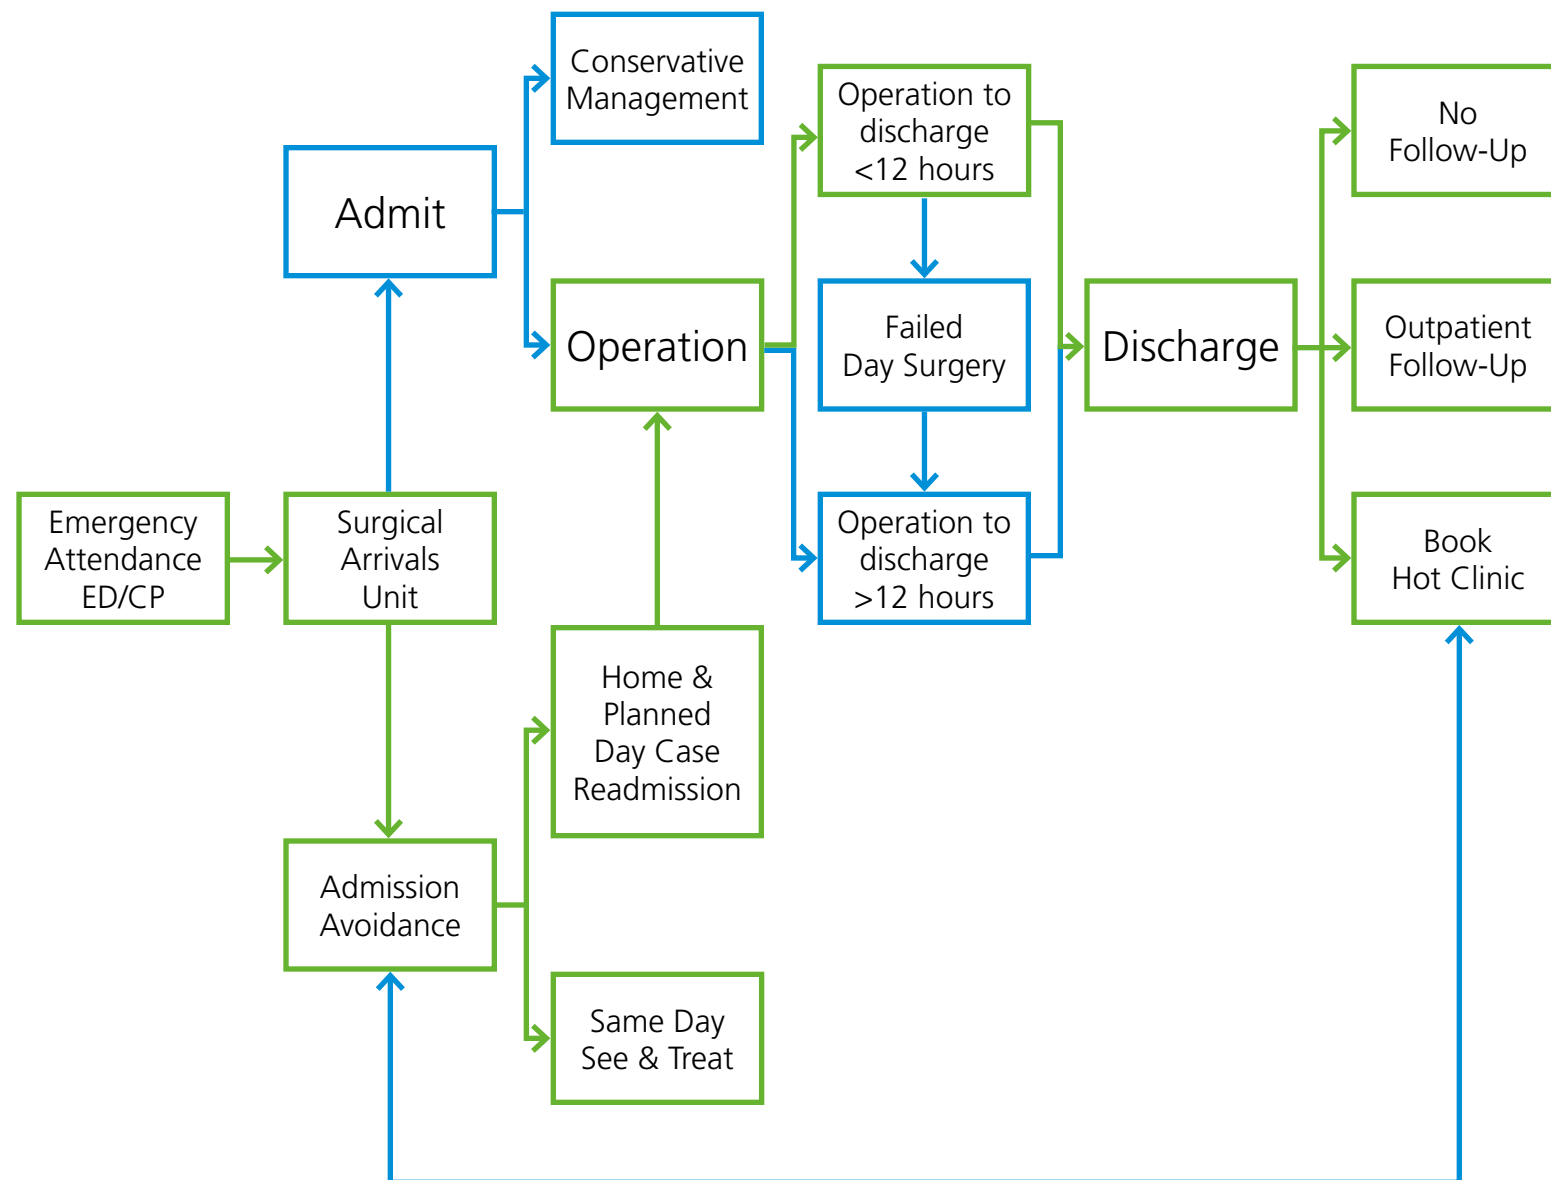 Conservative
Management
Operation to
discharge
<12 hours
No
Follow-Up
Admit
Operation
Failed
Day Surgery
Discharge
Outpatient
Follow-Up
Emergency
Attendance
ED/CP
Surgical
Arrivals
Unit
Operation to
discharge
>12 hours
Book
Hot Clinic
Home &
Planned
Day Case
Readmission
Admission
Avoidance
Same Day
See & Treat